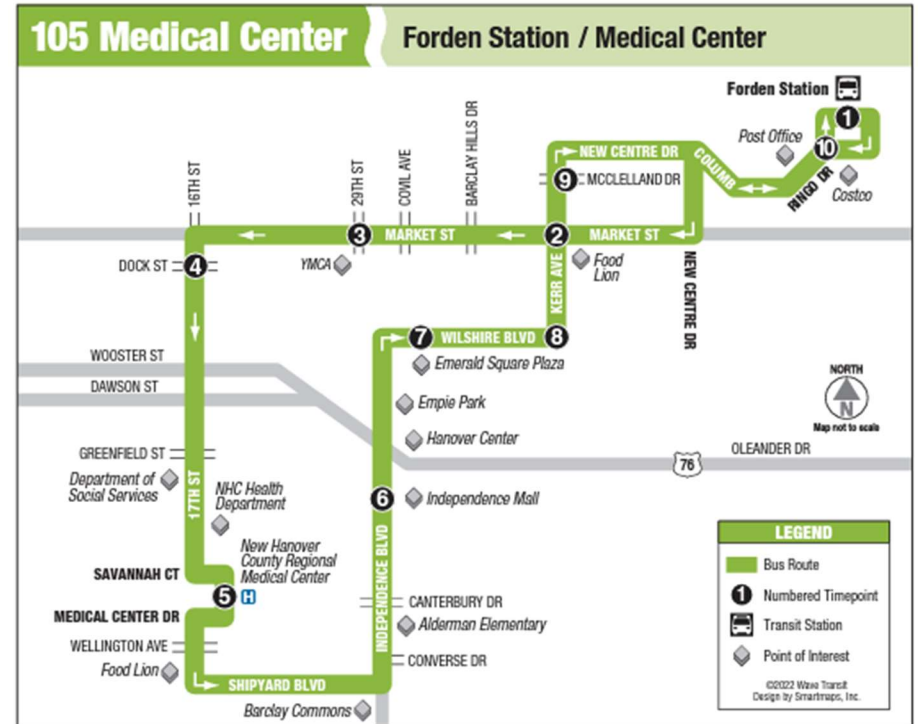 105 Medical Center
Forden Station / Medical Center
Forden Station
1
Post Office
10
COLUMB
RINGO DR
Costco
NEW CENTRE DR
9
MCCLELLAND DR
16TH ST
29TH ST
COVIL AVE
BARCLAY HILLS DR
3
MARKET ST
2
MARKET ST
DOCK ST
4
YMCA
KERR AVE
Food
Lion
NEW CENTRE DR
7
WILSHIRE BLVD
8
Emerald Square Plaza
WOOSTER ST
DAWSON ST
Empie Park
Hanover Center
NORTH
N
Map not to scale
OLEANDER DR
76
GREENFIELD ST
Department of
Social Services
17TH ST
NHC Health
Department
6
Independence Mall
INDEPENDENCE BLVD
New Hanover
County Regional
Medical Center
SAVANNAH CT
5
H
MEDICAL CENTER DR
CANTERBURY DR
Alderman Elementary
WELLINGTON AVE
CONVERSE DR
Food Lion
SHIPYARD BLVD
Barclay Commons
LEGEND
Bus Route
1
Numbered Timepoint
Transit Station
Point of Interest
©2022 Wave Transit
Design by Smartmaps, Inc.